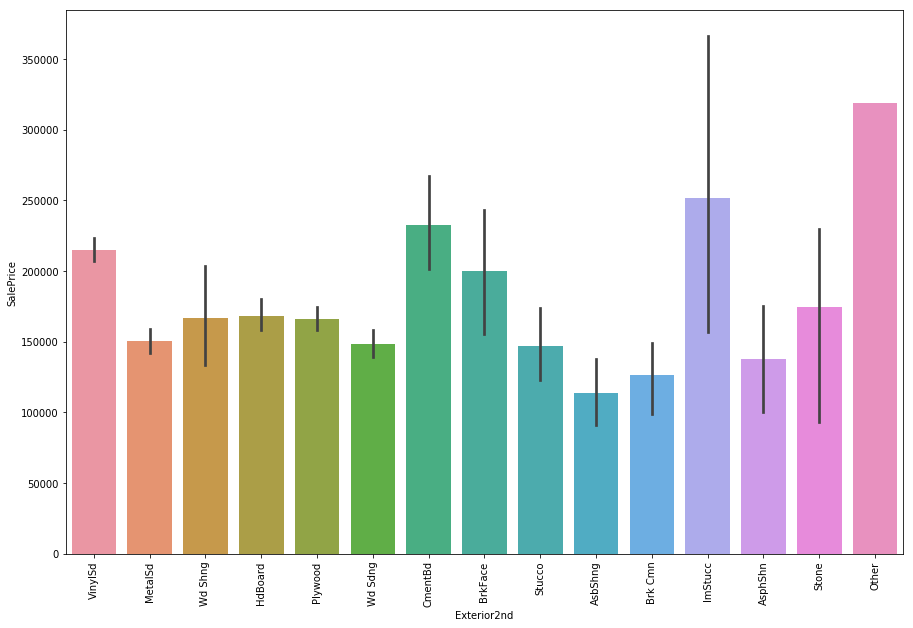 350000
300000
250000
200000
150000
100000
50000
0
SalePrice
VinylSd
MetalSd
Wd Shng
HdBoard
Plywood
Wd Sdng
CmentBd
BrkFace
Stucco
AsbShng
Brk Cmn
ImStucc
AsphShn
Stone
Other
Exterior2nd